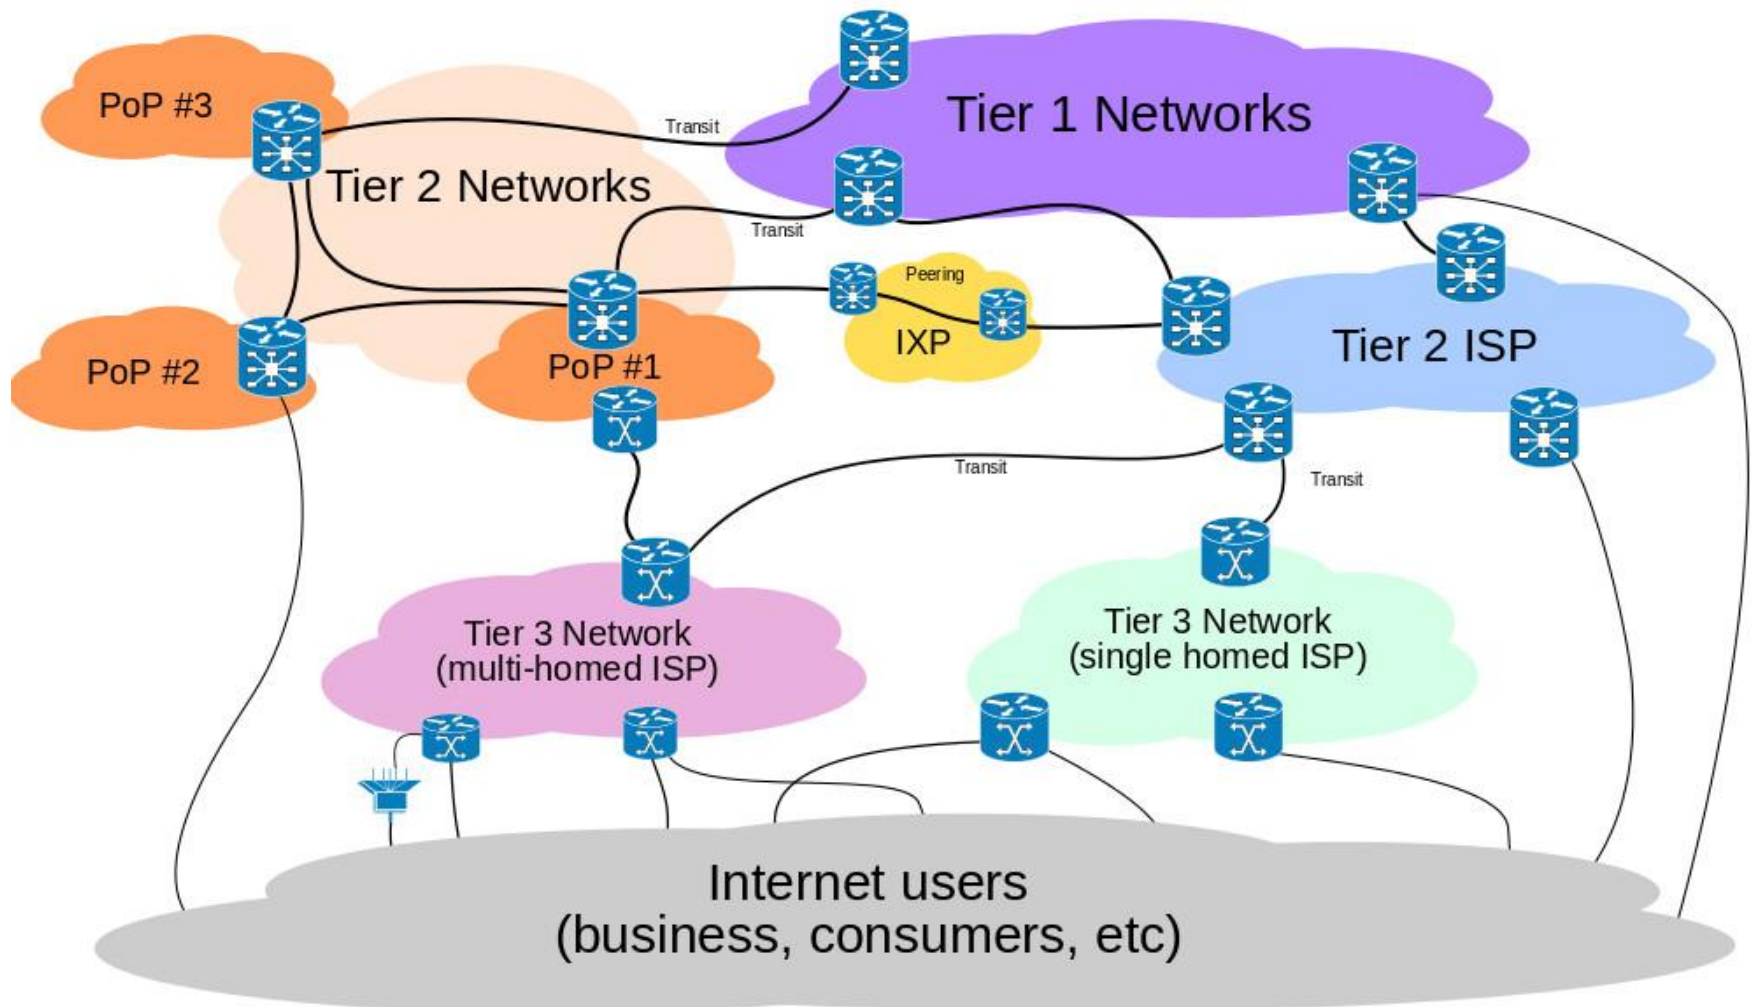 PoP #3
Tier 1 Networks
Transit
Tier 2 Networks
Transit
Peering
IXP
Tier 2 ISP
PoP #2
PoP #1
Transit
Transit
Tier 3 Network
(multi-homed ISP)
Tier 3 Network
(single homed ISP)
Internet users
(business, consumers, etc)